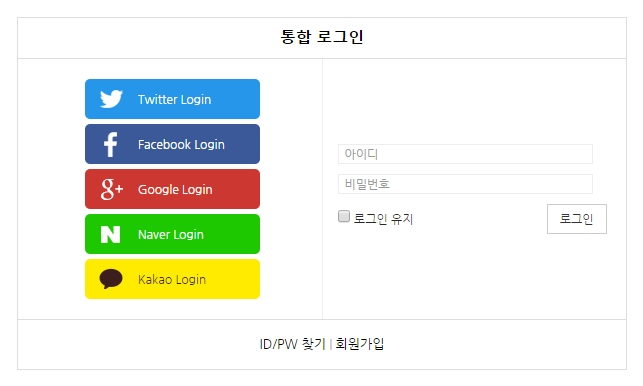 통합 로그인
Twitter Login
Facebook Login
Google Login
Naver Login
Kakao Login
아이디
비밀번호
로그인 유지
로그인
ID/PW 찾기 | 회원가입